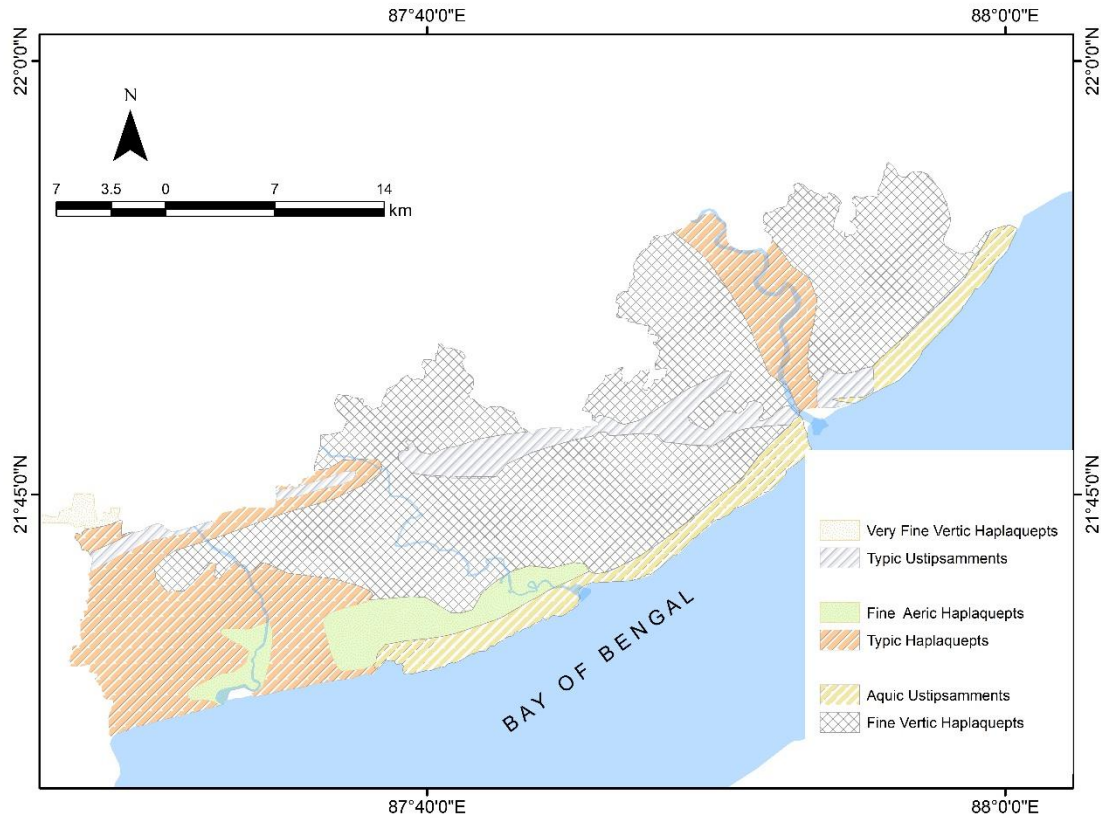 87°40'0"E
88°0'0"E
22°0'0"N
22°0'0"N
N
7 3.5 0 7 14
km
21°45'0"N
21°45'0"N
Very Fine Vertic Haplaquepts
Typic Ustipsamments
Fine Aeric Haplaquepts
Typic Haplaquepts
Aquic Ustipsamments
Fine Vertic Haplaquepts
BAY OF BENGAL
87°40'0"E
88°0'0"E